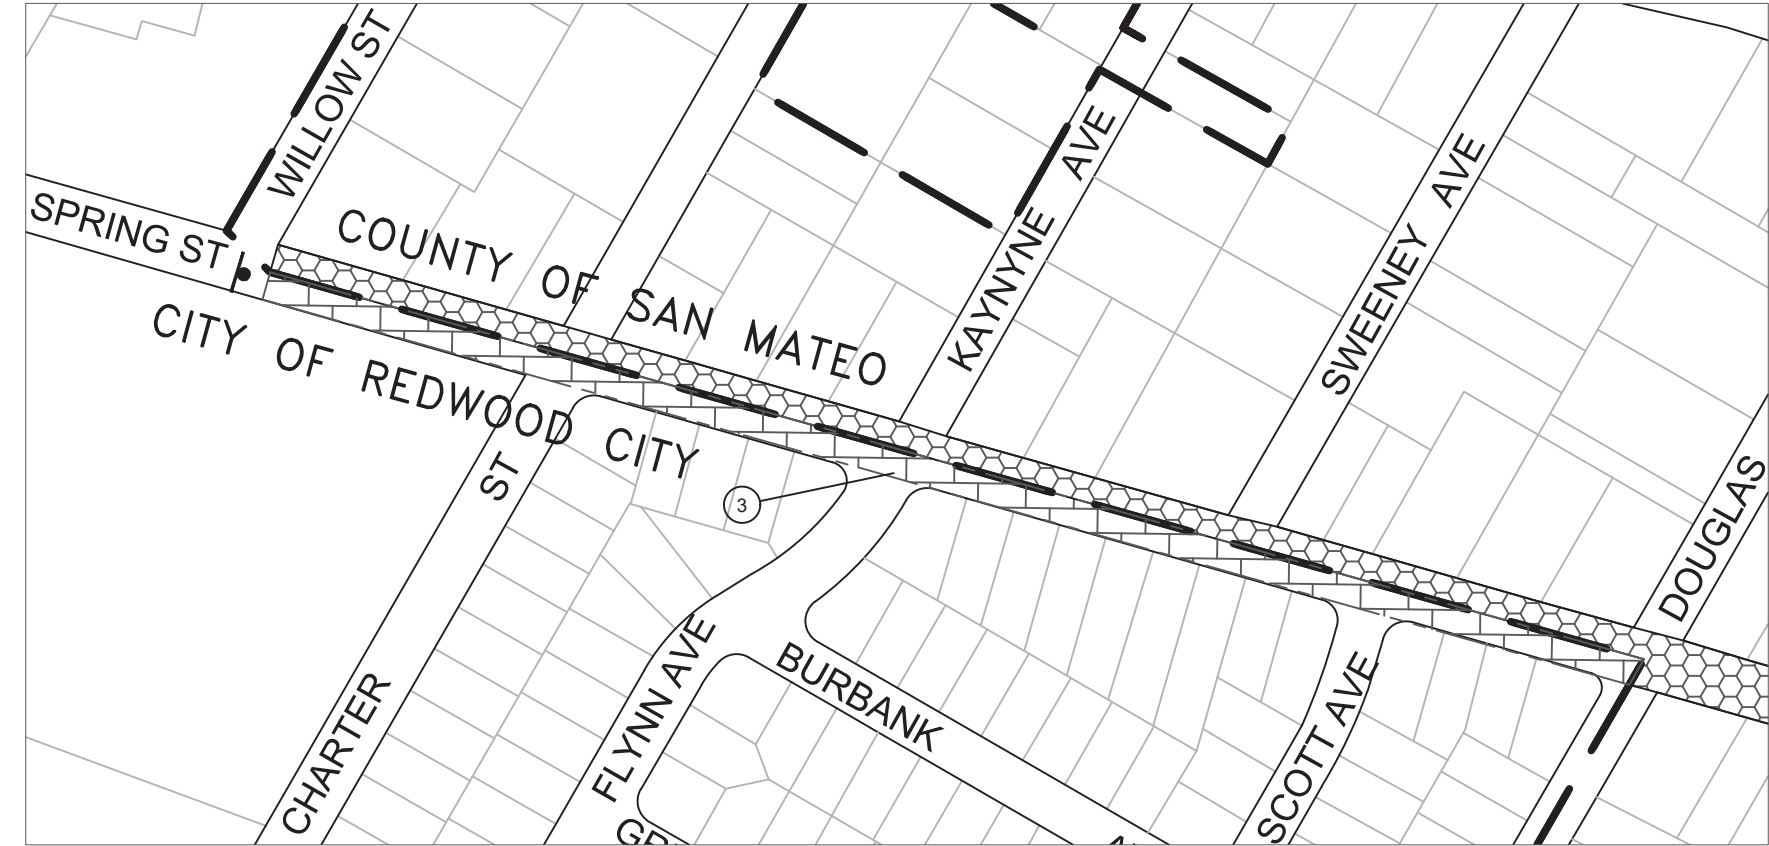 WILLOW ST
SPRING ST
COUNTY OF SAN MATEO
CITY OF REDWOOD CITY
KAYNYNE AVE
SWEENEY AVE
DOUGLAS
3
CHARTER ST
FLYNN AVE
BURBANK
SCOTT AVE